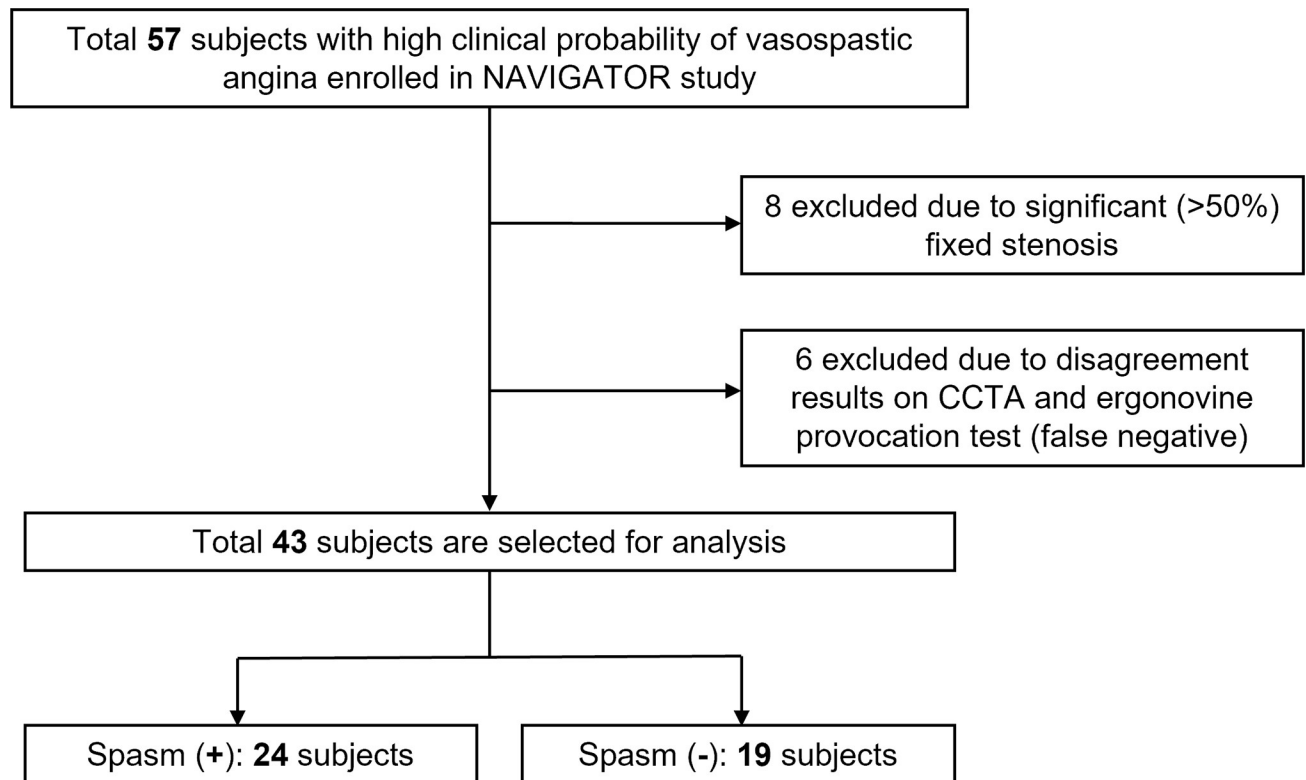 Total 57 subjects with high clinical probability of vasospastic
angina enrolled in NAVIGATOR study
8 excluded due to significant (>50%)
fixed stenosis
6 excluded due to disagreement
results on CCTA and ergonovine
provocation test (false negative)
Total 43 subjects are selected for analysis
Spasm (+): 24 subjects
Spasm (-): 19 subjects